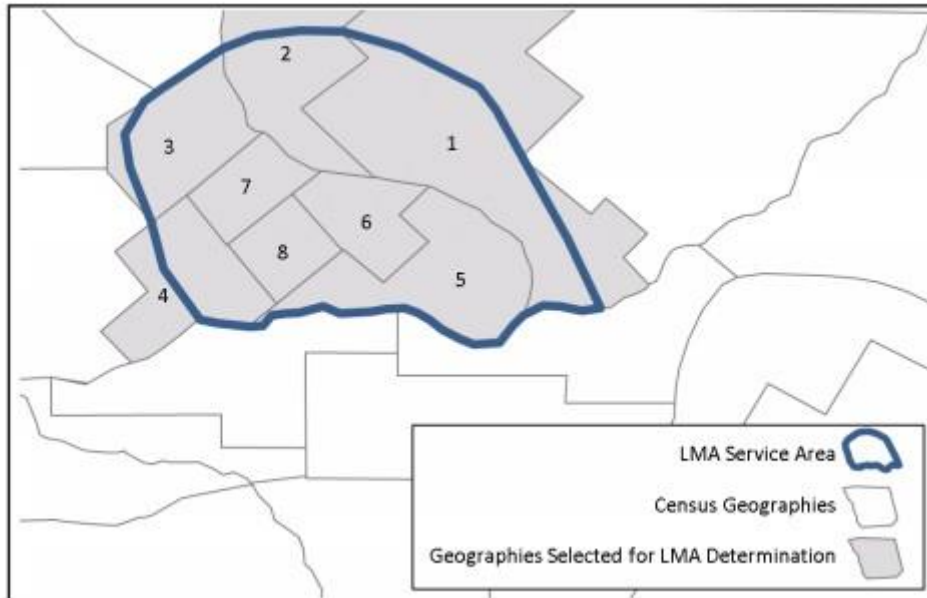 2
3
1
7
6
8
5
4
LMA Service Area
Census Geographies
Geographies Selected for LMA Determination